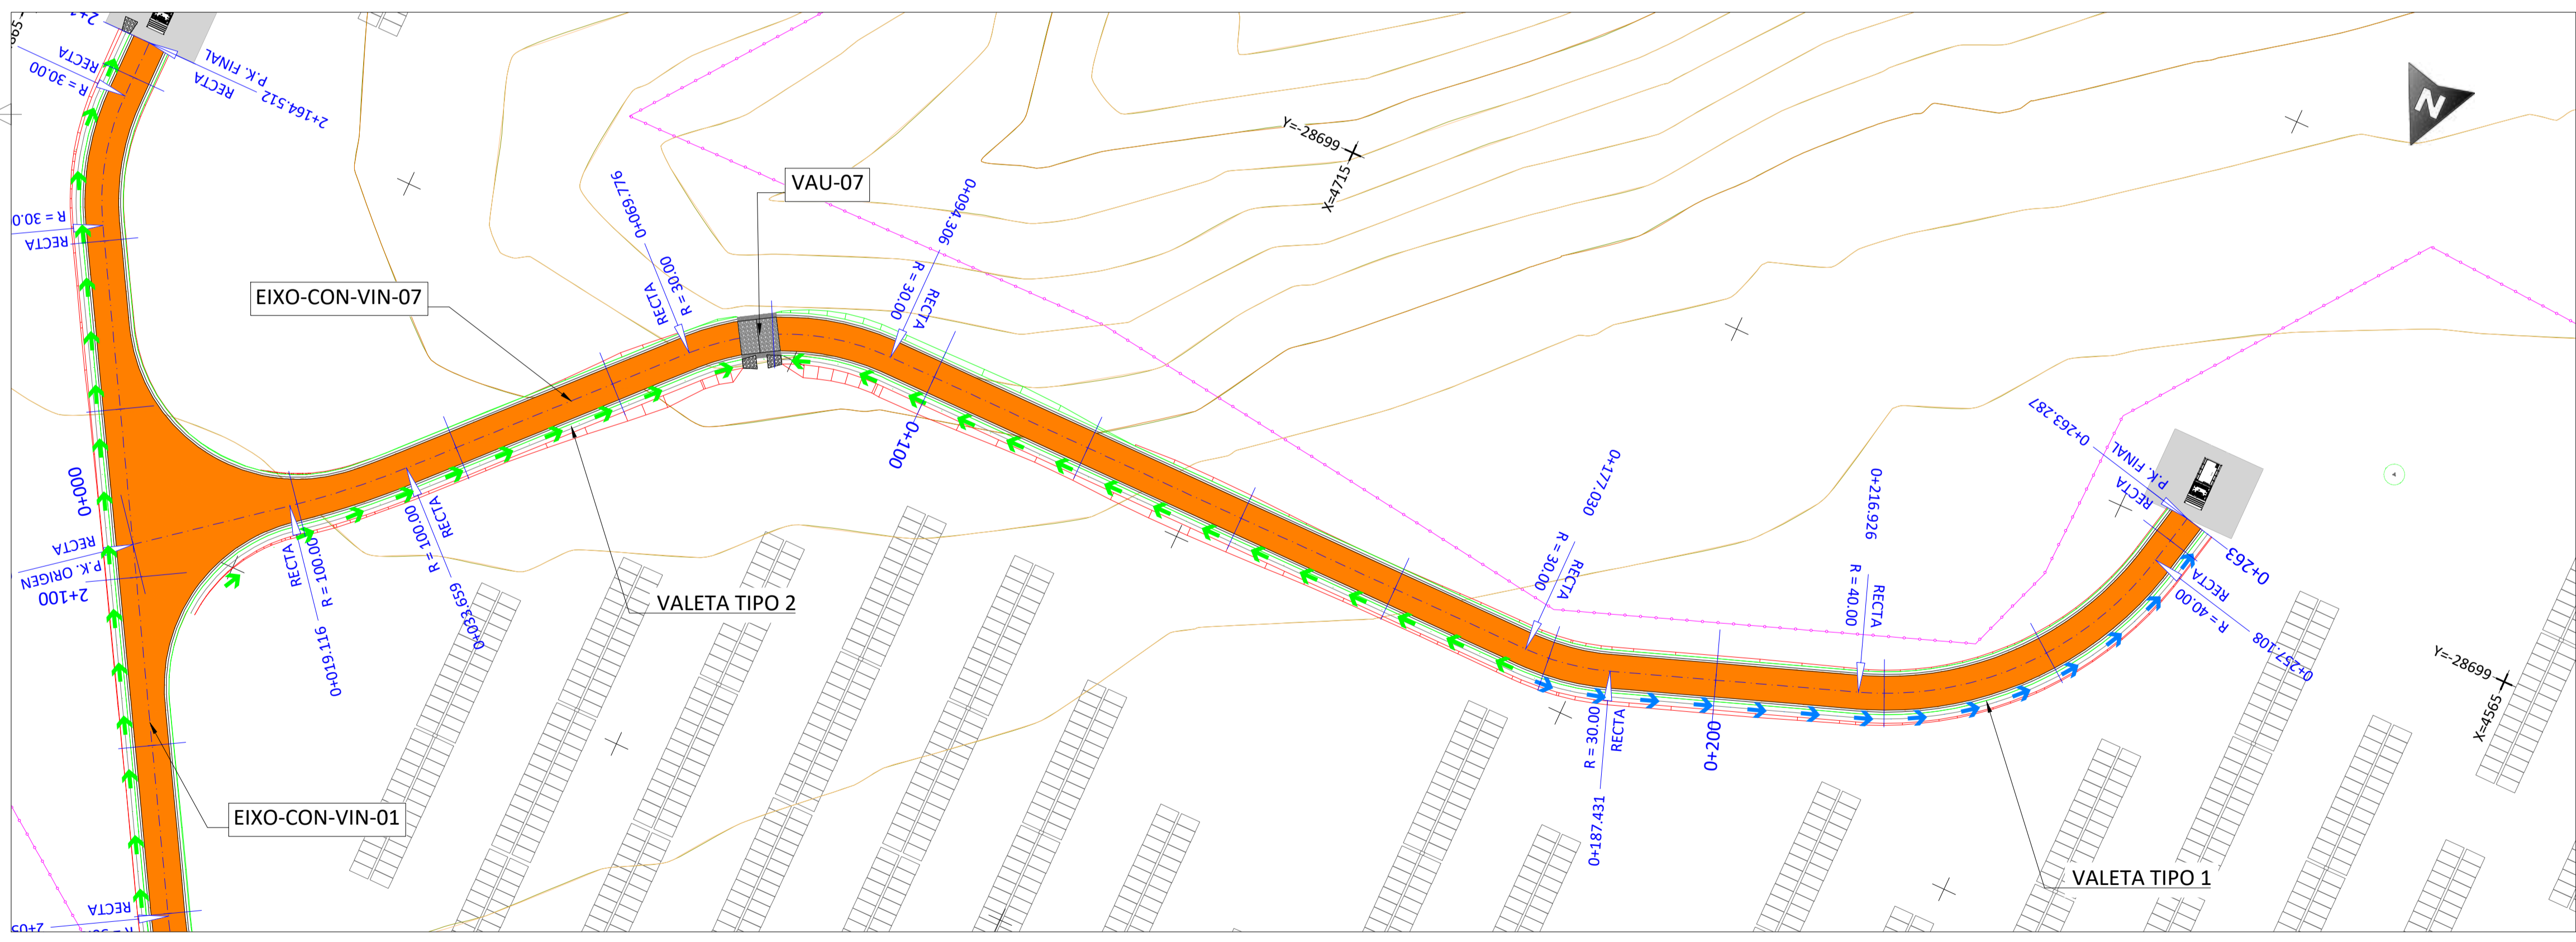 2+1
RECTA
R = 30.00
RECTA
P.K. FINAL
2+164.512
R = 30.0
RECTA
EIXO-CON-VIN-07
0+000
RECTA
P.K. ORIGEN
2+100
RECTA
R = 100.00
0+019.116
RECTA
R = 100.00
0+033.659
EIXO-CON-VIN-01
RECTA
2+05
VALETA TIPO 2
0+069.776
R = 30.00
RECTA
VAU-07
0+094.306
R = 30.00
RECTA
0+100
Y=-28699
X=4715
N
0+177.030
R = 30.00
RECTA
R = 30.00
RECTA
0+187.431
0+200
0+216.926
R = 40.00
RECTA
0+263.287
P.K. FINAL
RECTA
0+263
RECTA
R = 40.00
0+257.108
Y=-28699
X=4565
VALETA TIPO 1